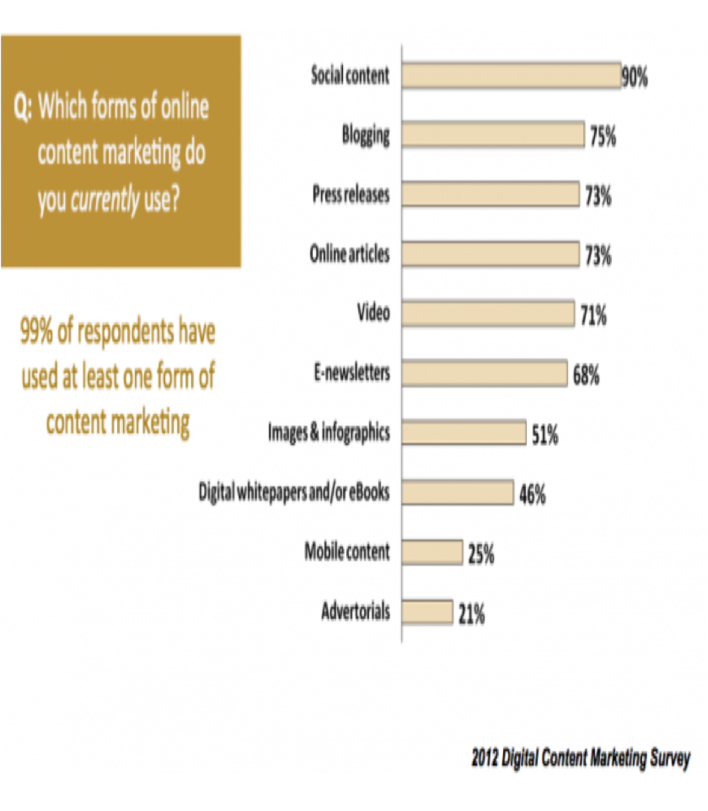 Q: Which forms of online
content marketing do
you currently use?
99% of respondents have
used at least one form of
content marketing
Social content 90%
Blogging 75%
Press releases 73%
Online articles 73%
Video 71%
E-newsletters 68%
Images & infographics 51%
Digital whitepapers and/or eBooks 46%
Mobile content 25%
Advertorials 21%
2012 Digital Content Marketing Survey